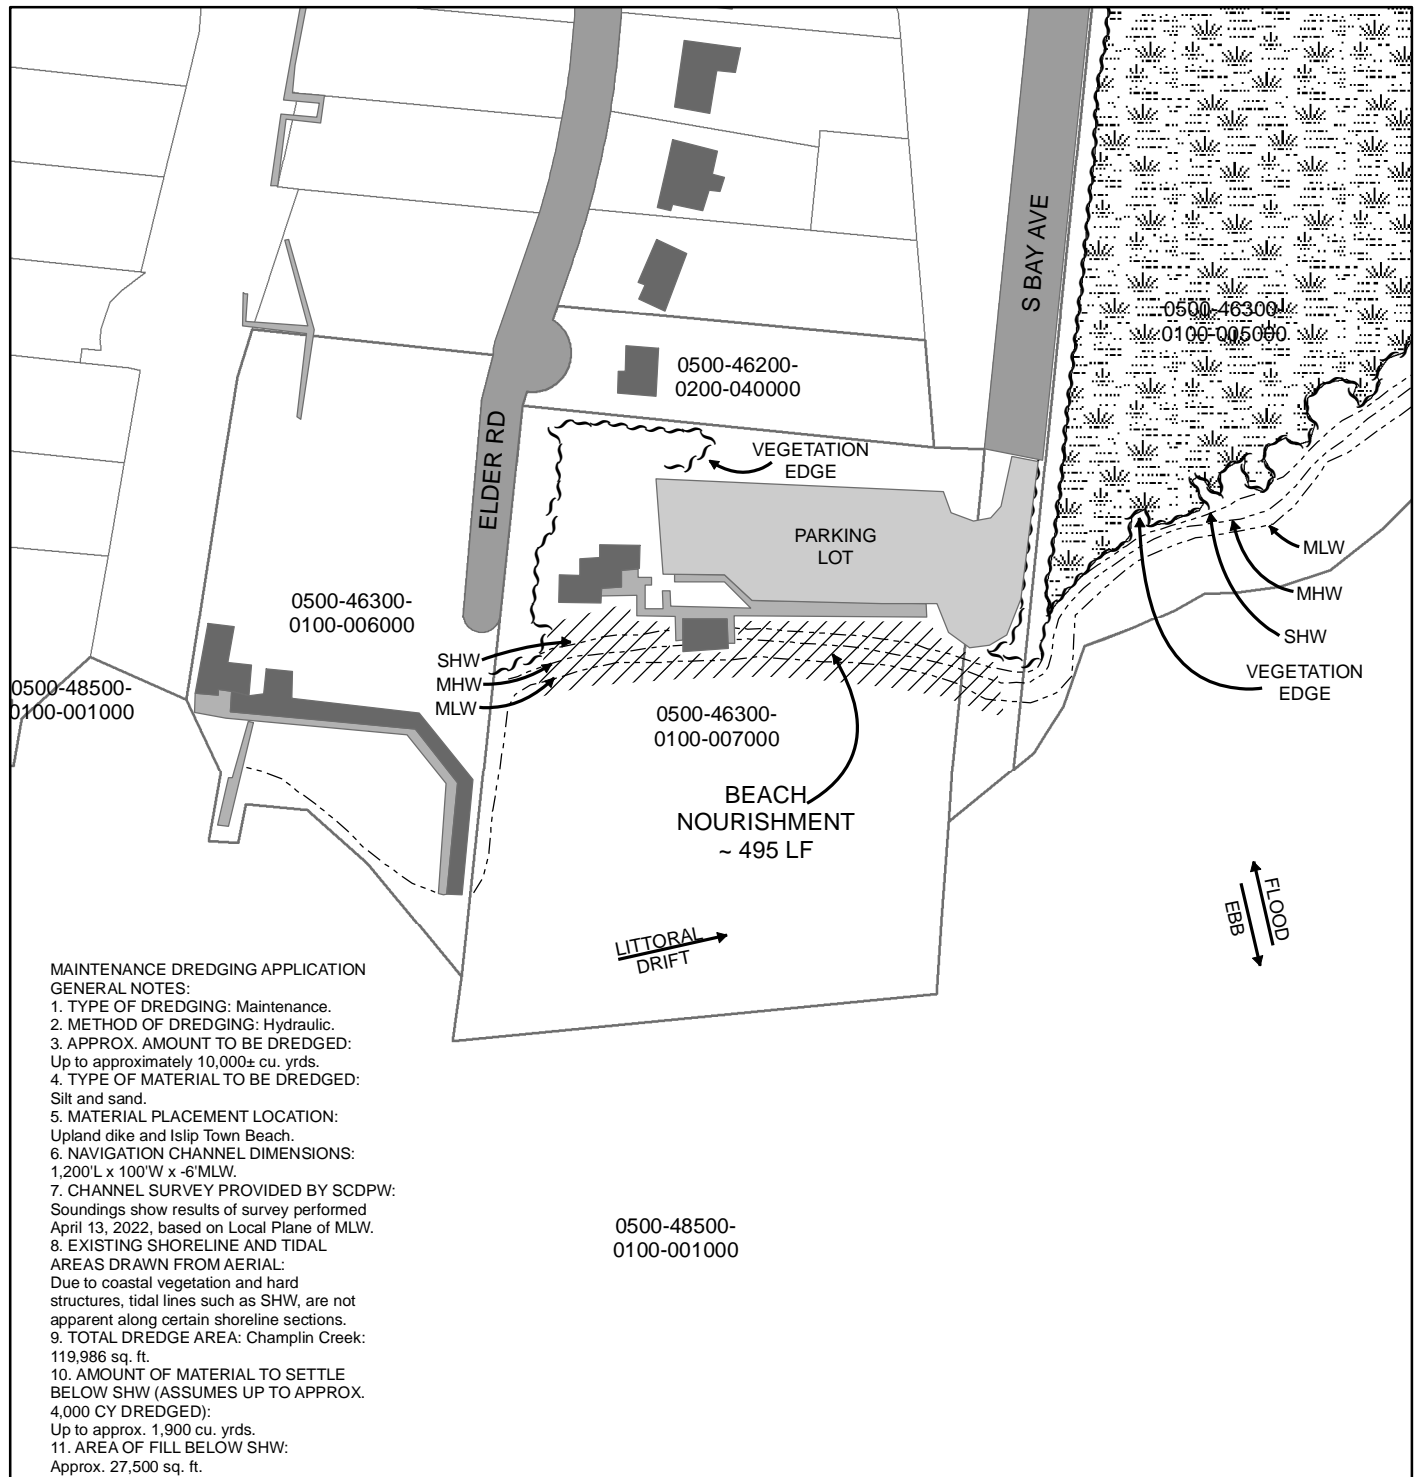 S BAY AVE
0500-46300-
0100-005000
0500-46200-
0200-040000
ELDER RD
VEGETATION
EDGE
PARKING
LOT
MLW
MHW
SHW
VEGETATION
EDGE
0500-46300-
0100-006000
SHW
MHW
MLW
0500-48500-
0100-001000
0500-46300-
0100-007000
BEACH
NOURISHMENT
~ 495 LF
LITTORAL
DRIFT
FLOOD
EBB
MAINTENANCE DREDGING APPLICATION
GENERAL NOTES:
1. TYPE OF DREDGING: Maintenance.
2. METHOD OF DREDGING: Hydraulic.
3. APPROX. AMOUNT TO BE DREDGED:
Up to approximately 10,000± cu. yrds.
4. TYPE OF MATERIAL TO BE DREDGED:
Silt and sand.
5. MATERIAL PLACEMENT LOCATION:
Upland dike and Islip Town Beach.
6. NAVIGATION CHANNEL DIMENSIONS:
1,200'L x 100'W x -6'MLW.
7. CHANNEL SURVEY PROVIDED BY SCDPW:
Soundings show results of survey performed
April 13, 2022, based on Local Plane of MLW.
8. EXISTING SHORELINE AND TIDAL
AREAS DRAWN FROM AERIAL:
Due to coastal vegetation and hard
structures, tidal lines such as SHW, are not
apparent along certain shoreline sections.
9. TOTAL DREDGE AREA: Champlin Creek:
119,986 sq. ft.
10. AMOUNT OF MATERIAL TO SETTLE
BELOW SHW (ASSUMES UP TO APPROX.
4,000 CY DREDGED):
Up to approx. 1,900 cu. yrds.
11. AREA OF FILL BELOW SHW:
Approx. 27,500 sq. ft.
0500-48500-
0100-001000